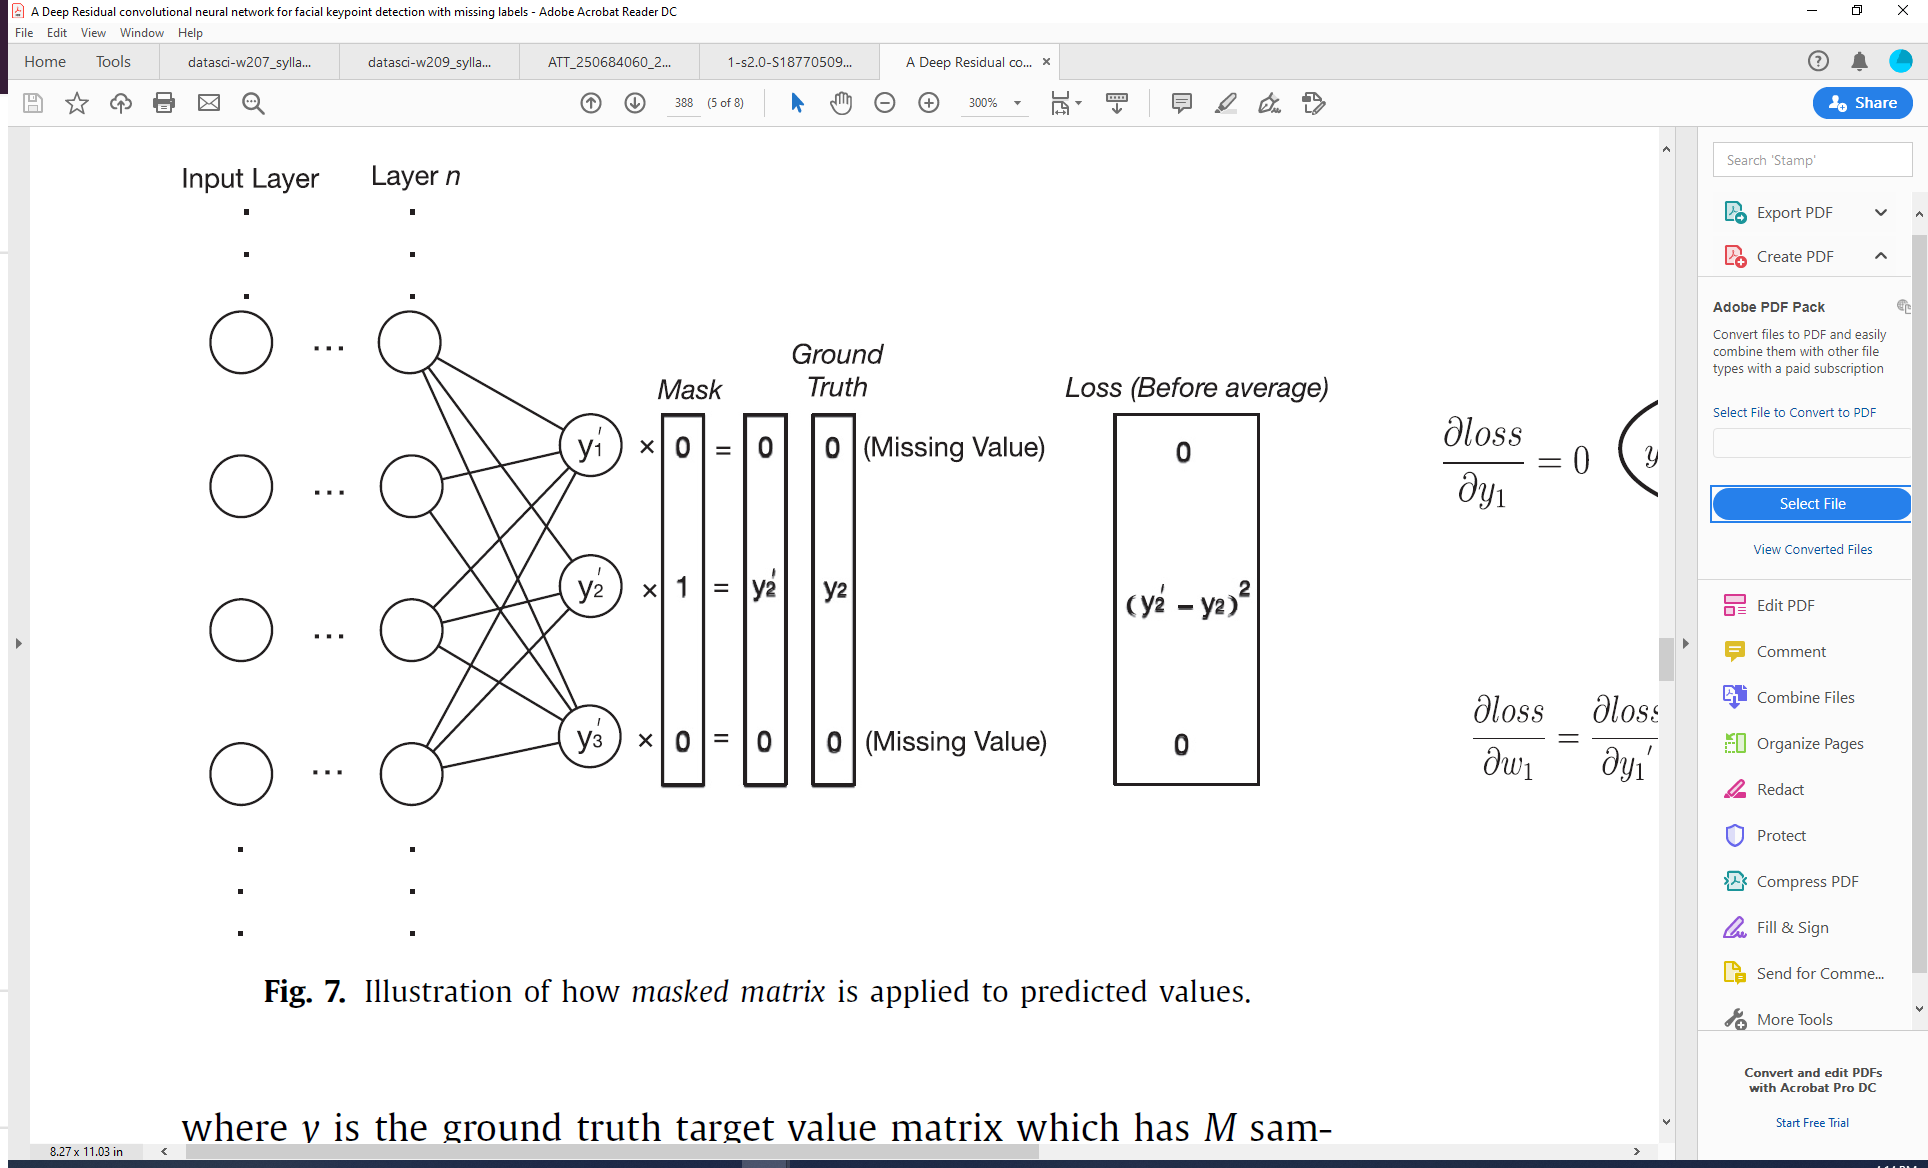 A Deep Residual convolutional neural network for facial keypoint detection with missing labels - Adobe Acrobat Reader DC
File Edit View Window Help
Home Tools datasci-w207_sylla... datasci-w209_sylla... ATT_250684060_2... 1-s2.0-S18770509... A Deep Residual co... ×
388 (5 of 8) 300% Share
Input Layer Layer n
Mask Ground Truth Loss (Before average)
y1′ × 0 = 0 0 (Missing Value) 0
y2′ × 1 = y2′ y2 (y2′ − y2)²
y3′ × 0 = 0 0 (Missing Value) 0
∂loss/∂y1 = 0 y
∂loss/∂w1 = ∂loss/∂y1′
Fig. 7. Illustration of how masked matrix is applied to predicted values.
where y is the ground truth target value matrix which has M sam-
8.27 x 11.03 in
Search 'Stamp'
Export PDF
Create PDF
Adobe PDF Pack
Convert files to PDF and easily
combine them with other file
types with a paid subscription
Select File to Convert to PDF
Select File
View Converted Files
Edit PDF
Comment
Combine Files
Organize Pages
Redact
Protect
Compress PDF
Fill & Sign
Send for Comme...
More Tools
Convert and edit PDFs
with Acrobat Pro DC
Start Free Trial